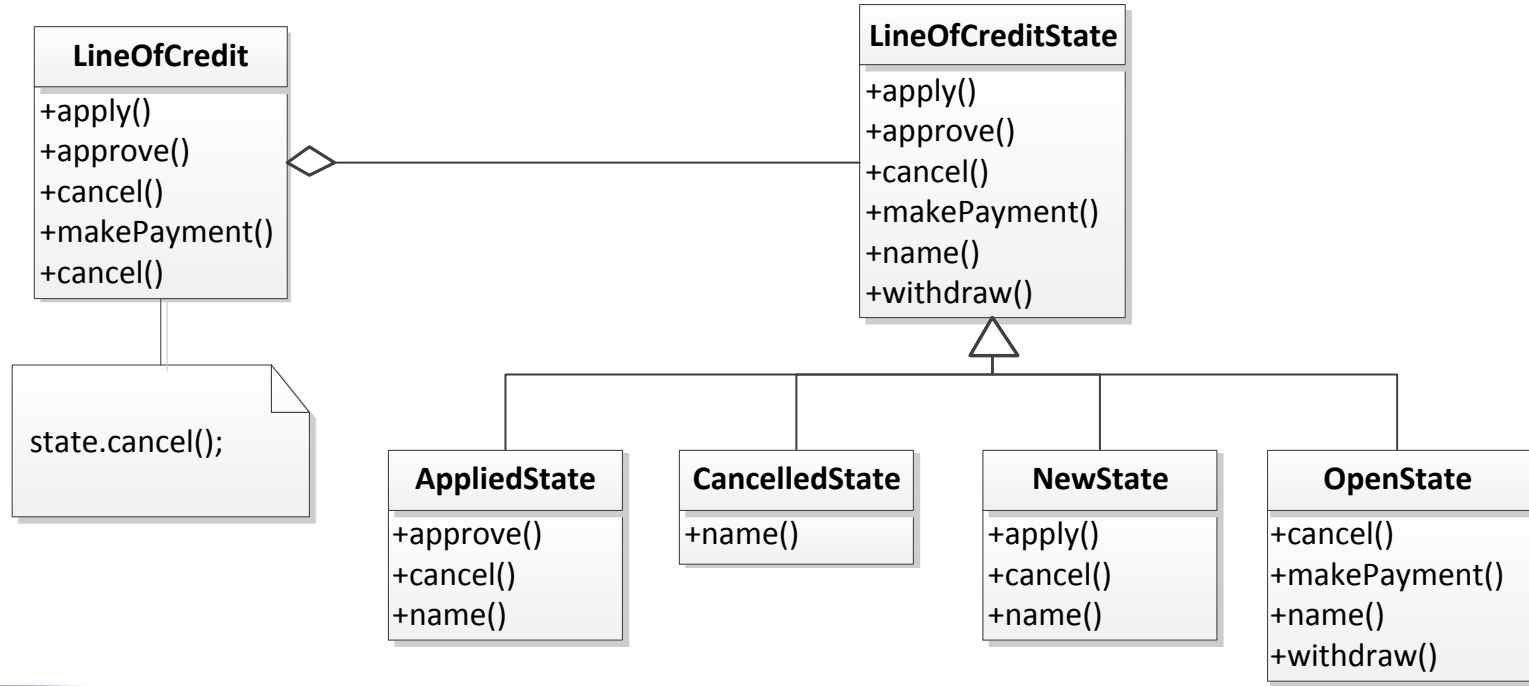 LineOfCredit
+apply()
+approve()
+cancel()
+makePayment()
+cancel()
state.cancel();
LineOfCreditState
+apply()
+approve()
+cancel()
+makePayment()
+name()
+withdraw()
AppliedState
+approve()
+cancel()
+name()
CancelledState
+name()
NewState
+apply()
+cancel()
+name()
OpenState
+cancel()
+makePayment()
+name()
+withdraw()